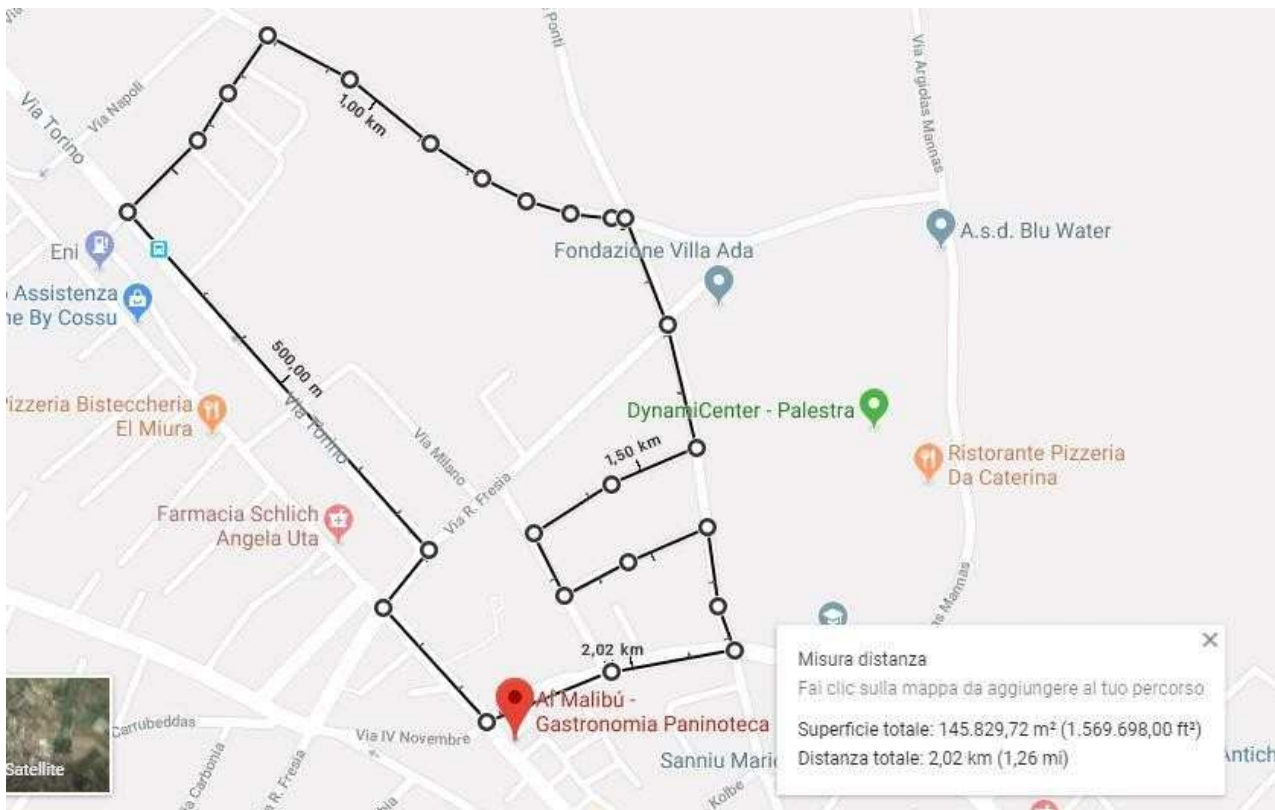 Ponti
Via Argiolas Mannas
Via Torino
Via Napoli
1,00 km
Eni
Fondazione Villa Ada
A.s.d. Blu Water
Assistenza
By Cossu
500,00 m
Via Torino
Pizzeria Bisteccheria
El Miura
DynamiCenter - Palestra
Via Milano
1,50 km
Ristorante Pizzeria
Da Caterina
Via R. Fresia
Farmacia Schlich
Angela Uta
Mannas
2,02 km
Misura distanza
Fai clic sulla mappa da aggiungere al tuo percorso
Al Malibú -
Gastronomia Paninoteca
Superficie totale: 145.829,72 m² (1.569.698,00 ft²)
Distanza totale: 2,02 km (1,26 mi)
Carrubeddas
Via IV Novembre
Sanniu
Satellite
Via Carbonia
R. Fresia
Kolbe